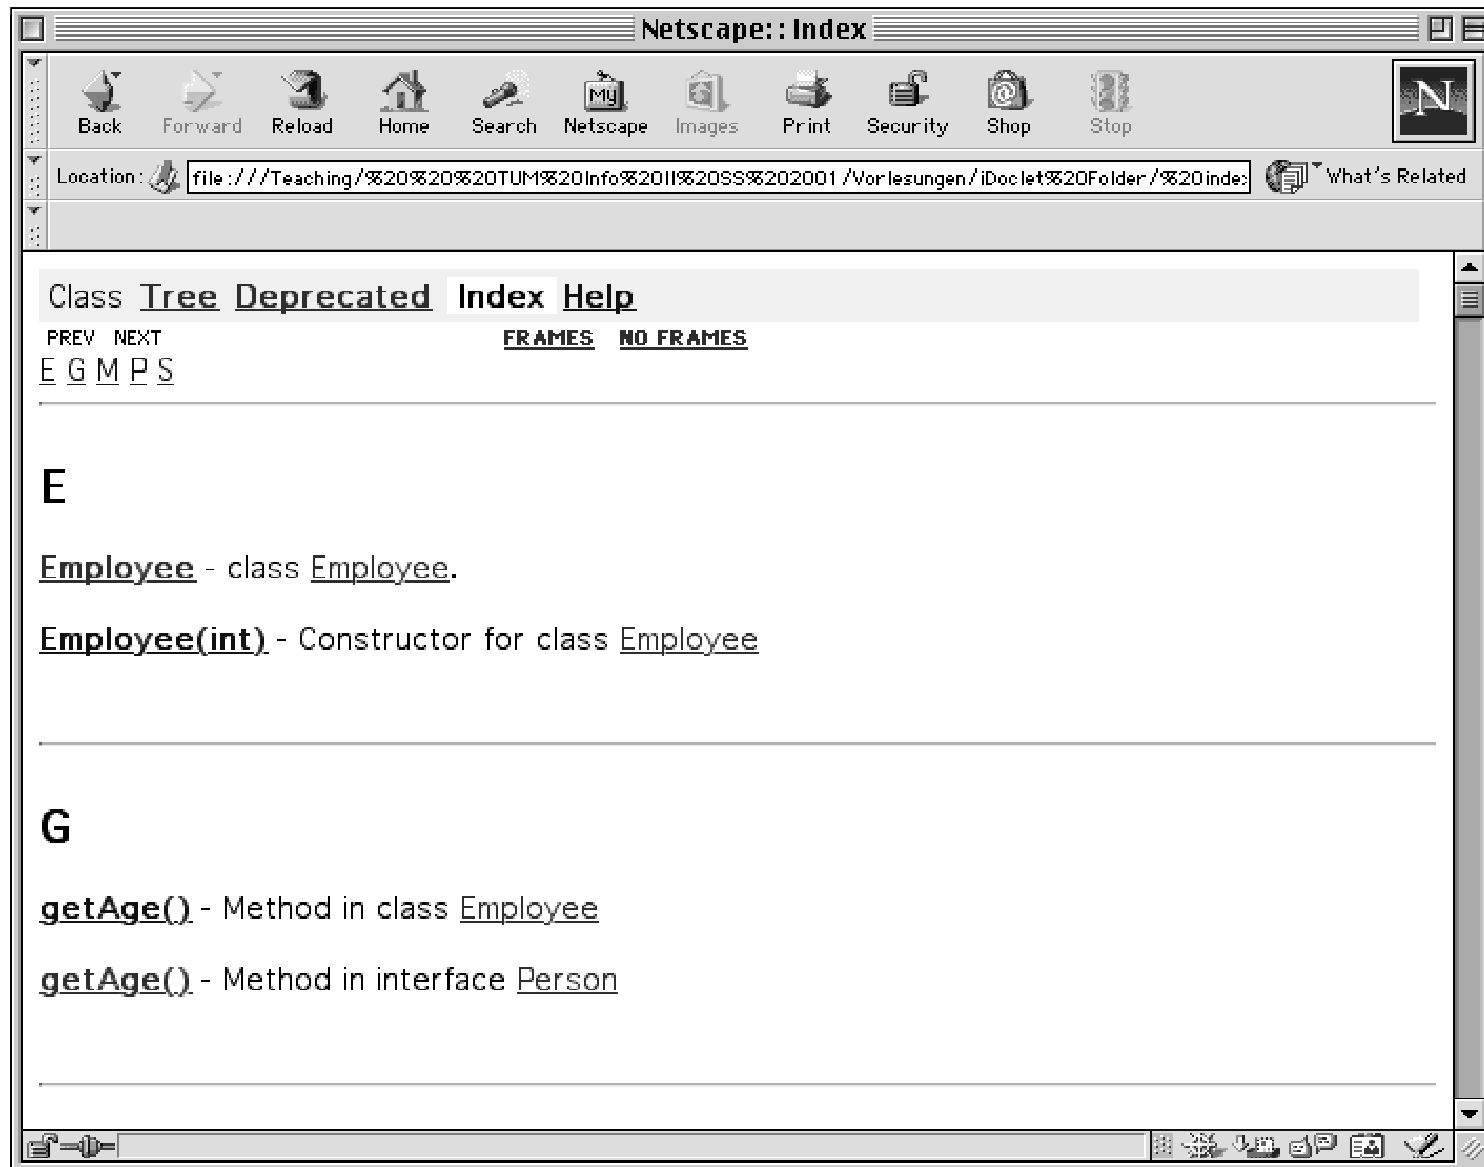 Netscape: : Index
Back Forward Reload Home Search Netscape Images Print Security Shop Stop
My
N
Location: file:///Teaching/%20%20%20TUM%20Info%20II%20SS%202001/Vorlesungen/iDoclet%20Folder/%20index What's Related
Class Tree Deprecated Index Help
PREV NEXT FRAMES NO FRAMES
E G M P S
E
Employee - class Employee.
Employee(int) - Constructor for class Employee
G
getAge() - Method in class Employee
getAge() - Method in interface Person